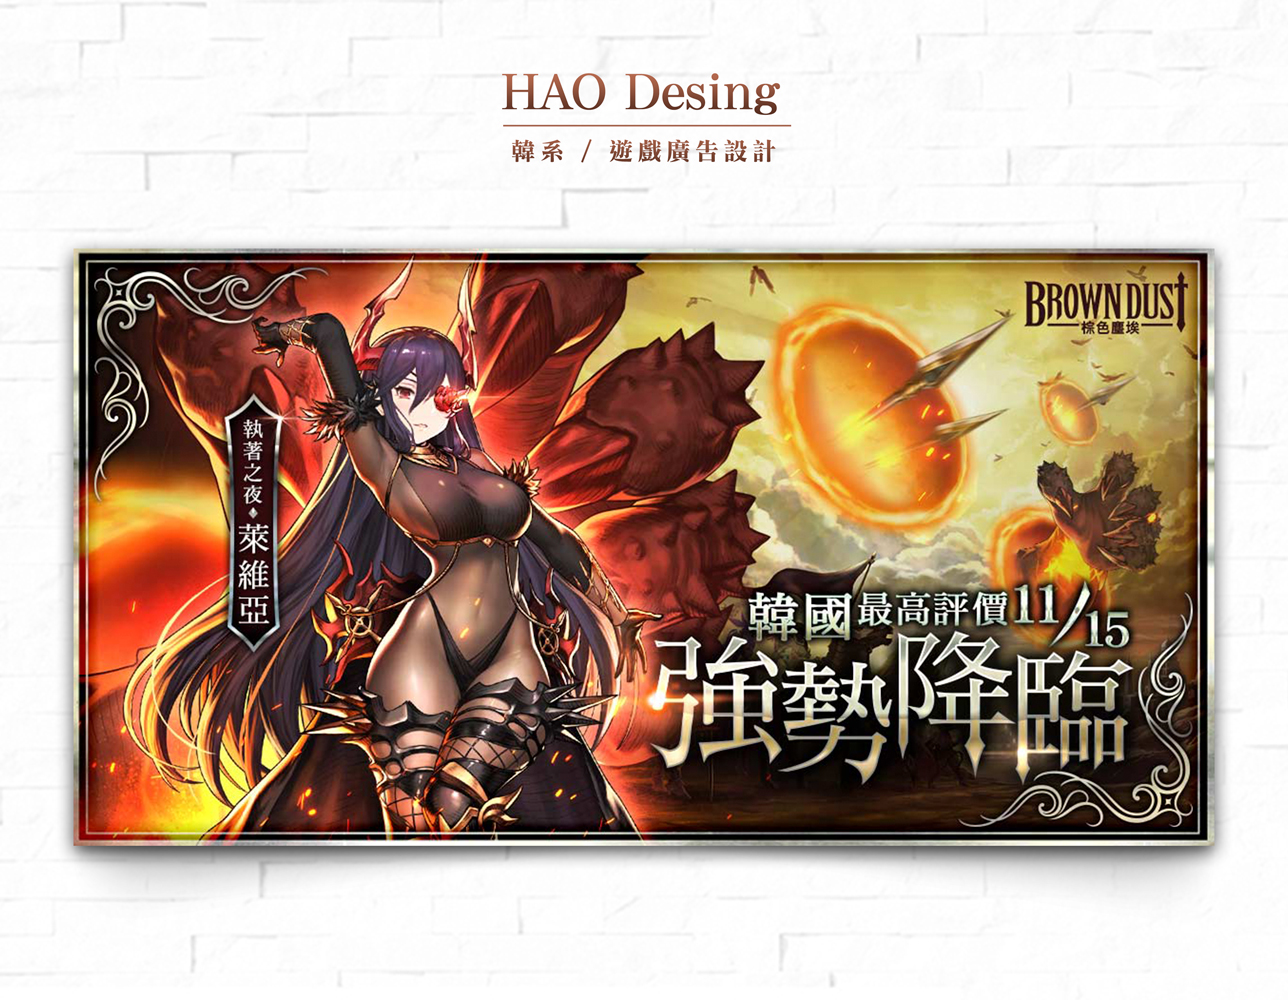 HAO Desing
韓系 / 遊戲廣告設計
BROWN DUST
棕色塵埃
執著之夜
萊維亞
韓國最高評價11/15
強勢降臨